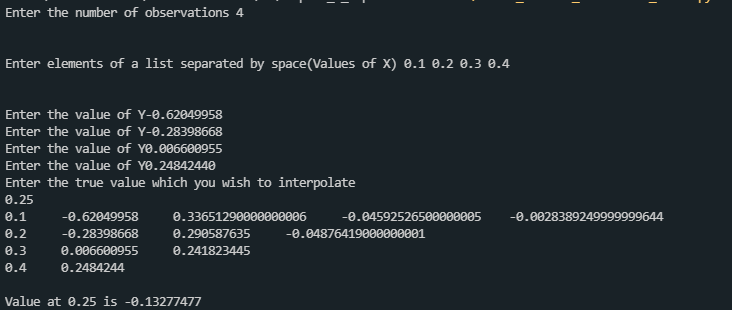 Enter the number of observations 4
Enter elements of a list separated by space(Values of X) 0.1 0.2 0.3 0.4
Enter the value of Y-0.62049958
Enter the value of Y-0.28398668
Enter the value of Y0.006600955
Enter the value of Y0.24842440
Enter the true value which you wish to interpolate
0.25
0.1 -0.62049958 0.33651290000000006 -0.04592526500000005 -0.0028389249999999644
0.2 -0.28398668 0.290587635 -0.04876419000000001
0.3 0.006600955 0.241823445
0.4 0.2484244
Value at 0.25 is -0.13277477